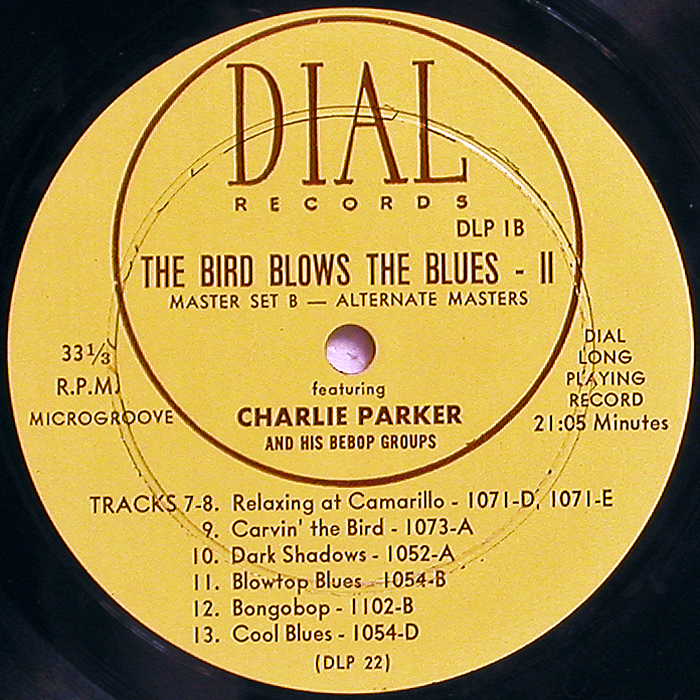 DIAL
RECORDS
DLP 1B
THE BIRD BLOWS THE BLUES - II
MASTER SET B — ALTERNATE MASTERS
33 1/3
R.P.M.
MICROGROOVE
DIAL
LONG
PLAYING
RECORD
21:05 Minutes
featuring
CHARLIE PARKER
AND HIS BEBOP GROUPS
TRACKS 7-8. Relaxing at Camarillo - 1071-D, 1071-E
9. Carvin' the Bird - 1073-A
10. Dark Shadows - 1052-A
11. Blowtop Blues - 1054-B
12. Bongobop - 1102-B
13. Cool Blues - 1054-D
(DLP 22)